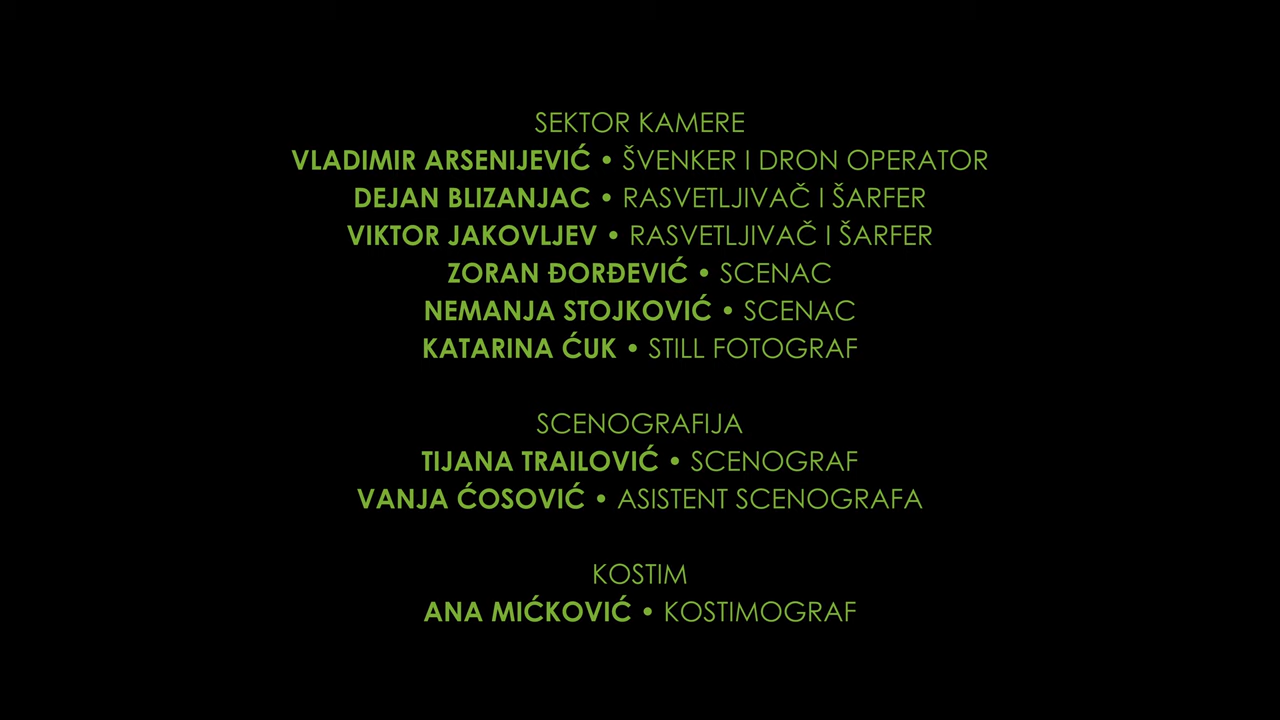 SEKTOR KAMERE
VLADIMIR ARSENIJEVIĆ • ŠVENKER I DRON OPERATOR
DEJAN BLIZANJAC • RASVETLJIVAČ I ŠARFER
VIKTOR JAKOVLJEV • RASVETLJIVAČ I ŠARFER
ZORAN ĐORĐEVIĆ • SCENAC
NEMANJA STOJKOVIĆ • SCENAC
KATARINA ĆUK • STILL FOTOGRAF
SCENOGRAFIJA
TIJANA TRAILOVIĆ • SCENOGRAF
VANJA ĆOSOVIĆ • ASISTENT SCENOGRAFA
KOSTIM
ANA MIĆKOVIĆ • KOSTIMOGRAF